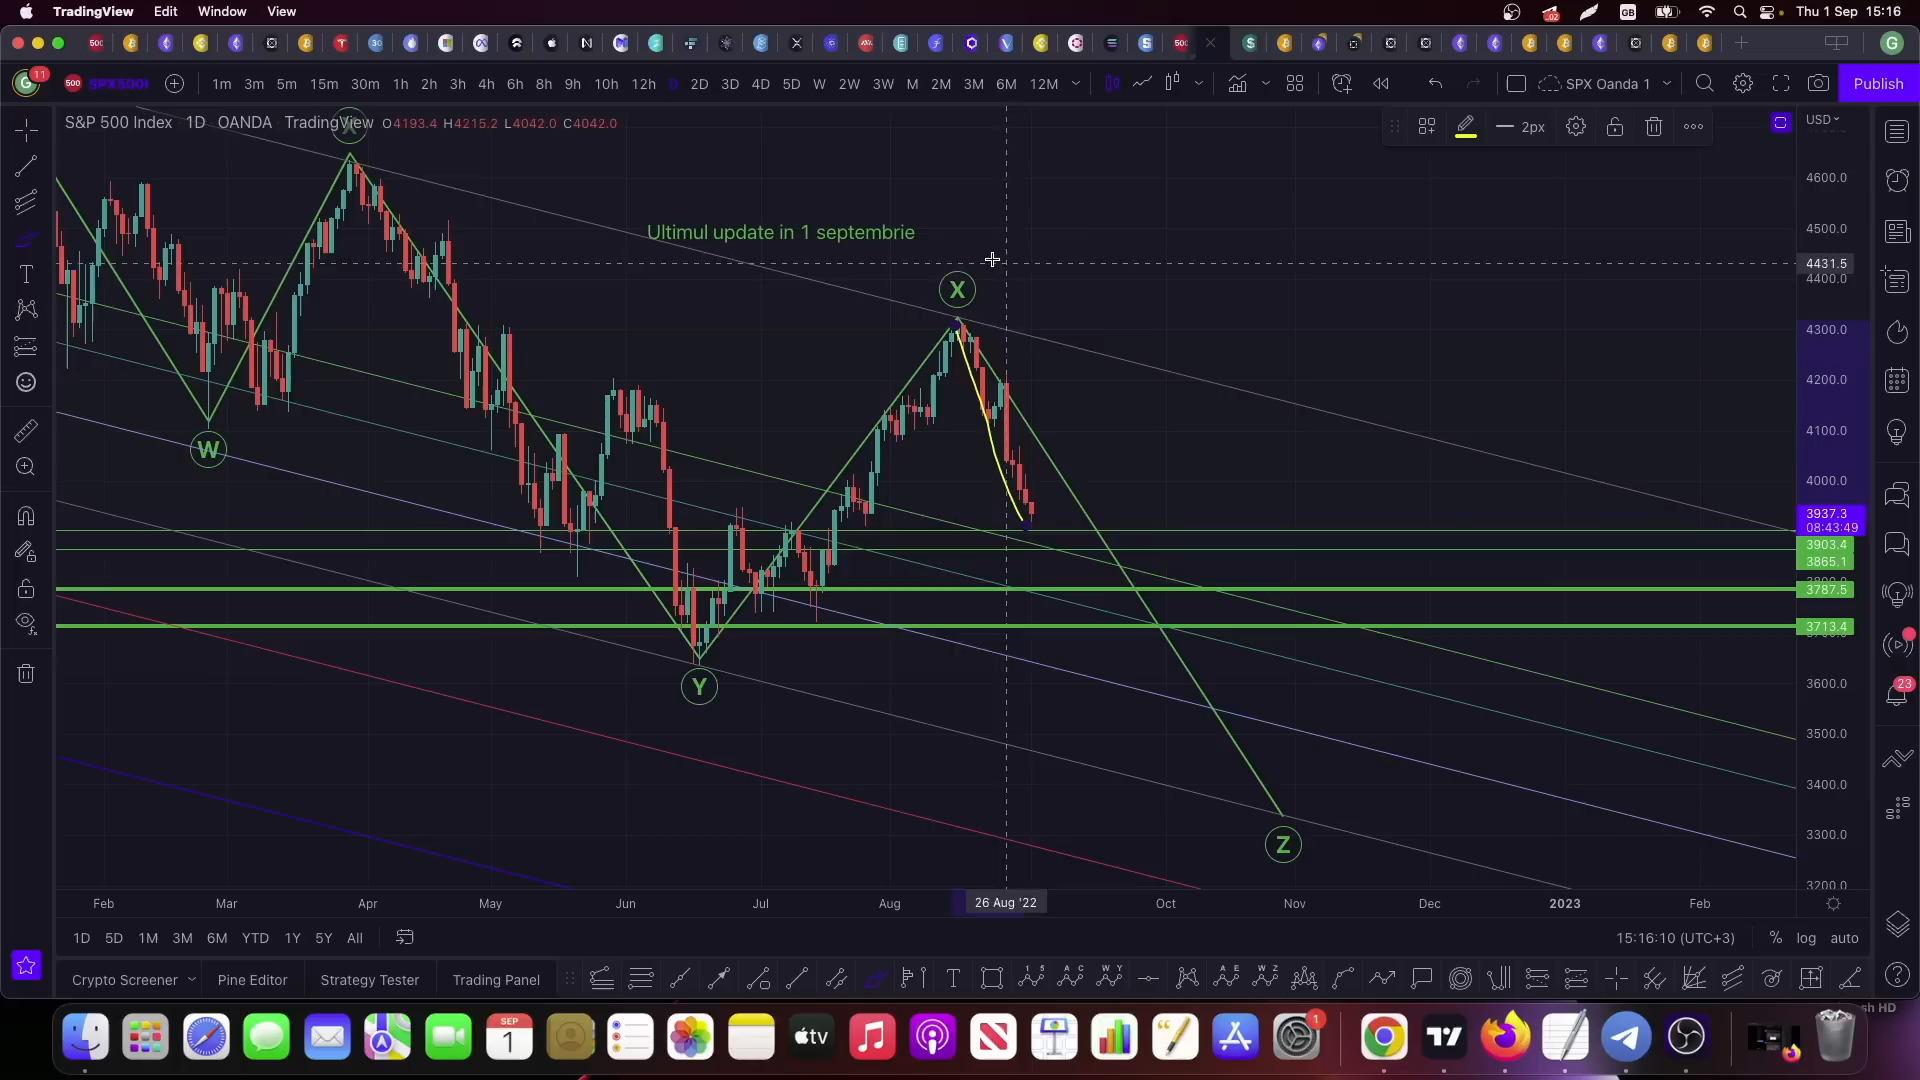 TradingView Edit Window View
Thu 1 Sep 15:16
SPX500! 1m 3m 5m 15m 30m 1h 2h 3h 4h 6h 8h 9h 10h 12h D 2D 3D 4D 5D W 2W 3W M 2M 3M 6M 12M
SPX Oanda 1
Publish
S&P 500 Index 1D OANDA TradingView O4193.4 H4215.2 L4042.0 C4042.0
2px
USD
X
4600.0
Ultimul update in 1 septembrie
4500.0
4431.5
4400.0
X
4300.0
4200.0
4100.0
W
4000.0
3937.3
08:43:49
3903.4
3865.1
3787.5
3713.4
Y
3600.0
3500.0
3400.0
3300.0
Z
3200.0
Feb Mar Apr May Jun Jul Aug 26 Aug '22 Oct Nov Dec 2023 Feb
1D 5D 1M 3M 6M YTD 1Y 5Y All
15:16:10 (UTC+3) % log auto
Crypto Screener Pine Editor Strategy Tester Trading Panel
SEP
1
tv